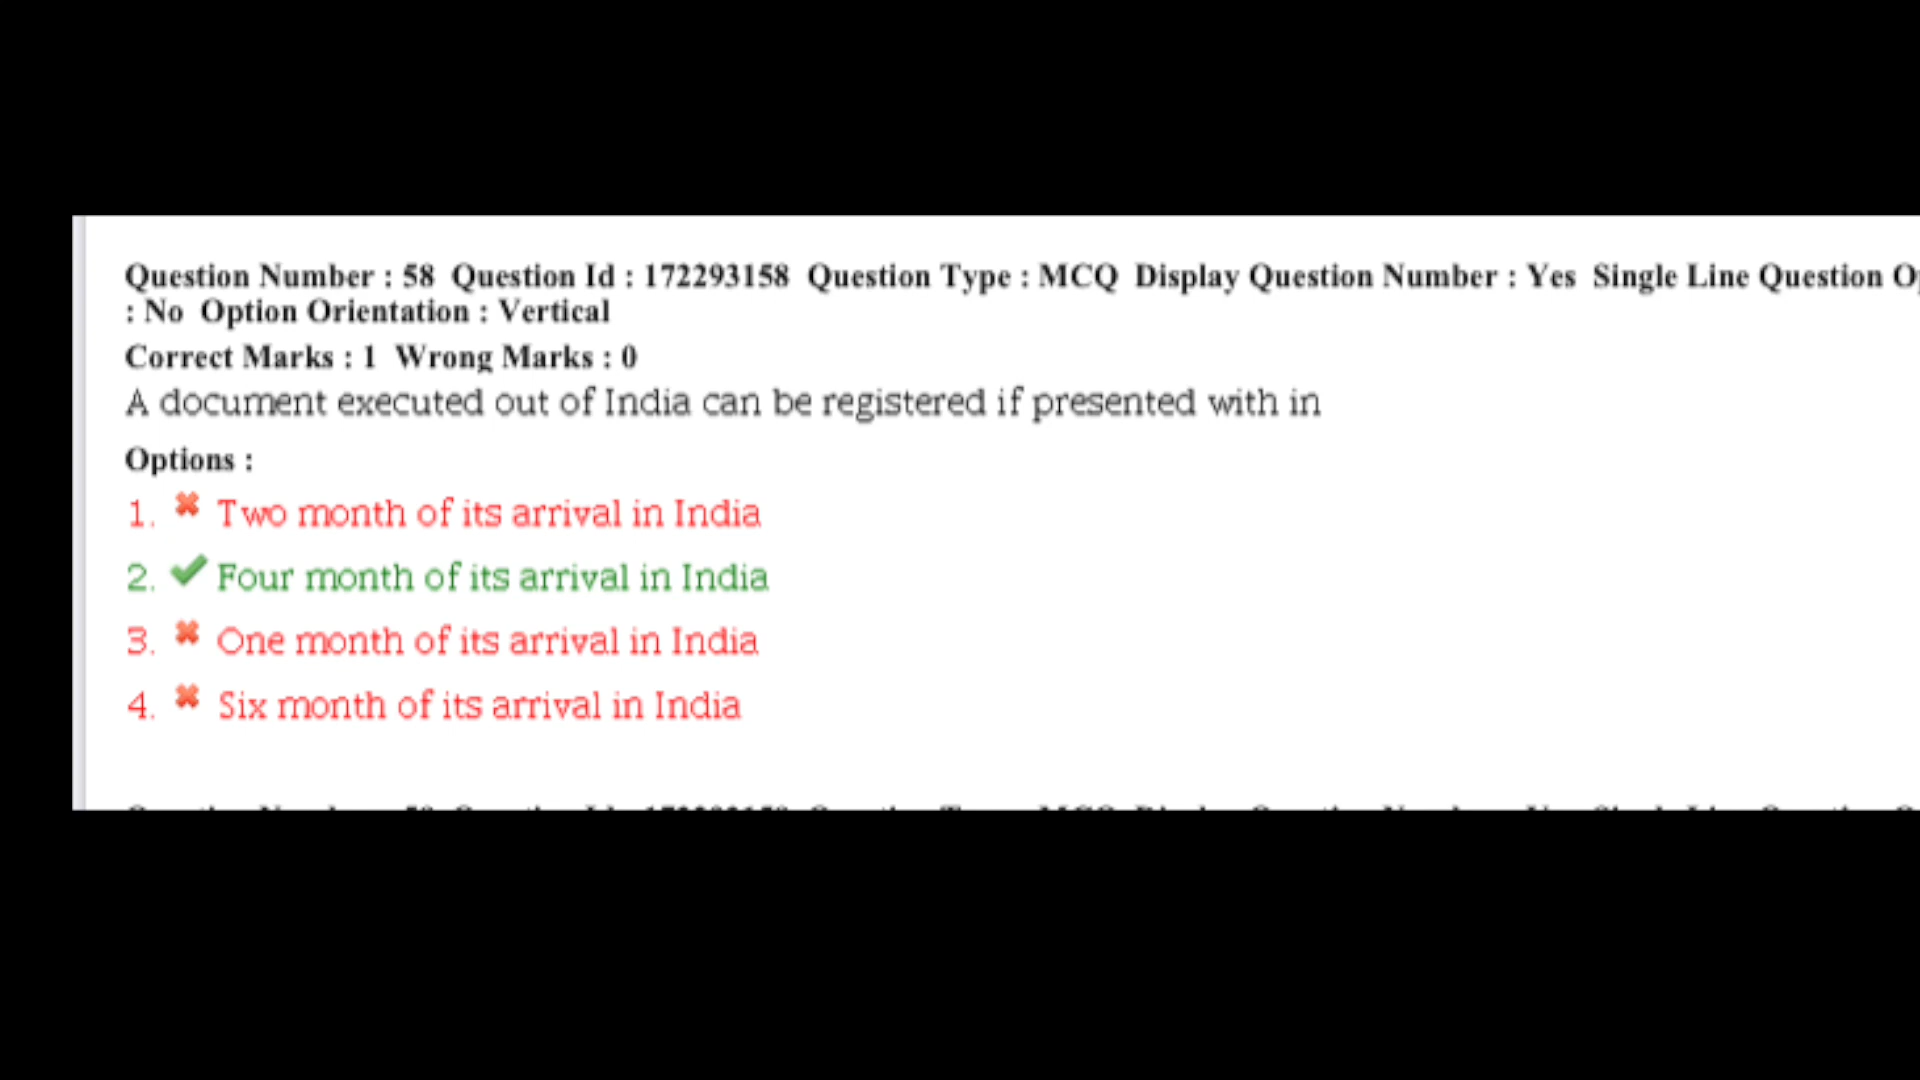 Question Number : 58 Question Id : 172293158 Question Type : MCQ Display Question Number : Yes Single Line Question
: No Option Orientation : Vertical
Correct Marks : 1 Wrong Marks : 0
A document executed out of India can be registered if presented with in
Options :
1. Two month of its arrival in India
2. Four month of its arrival in India
3. One month of its arrival in India
4. Six month of its arrival in India